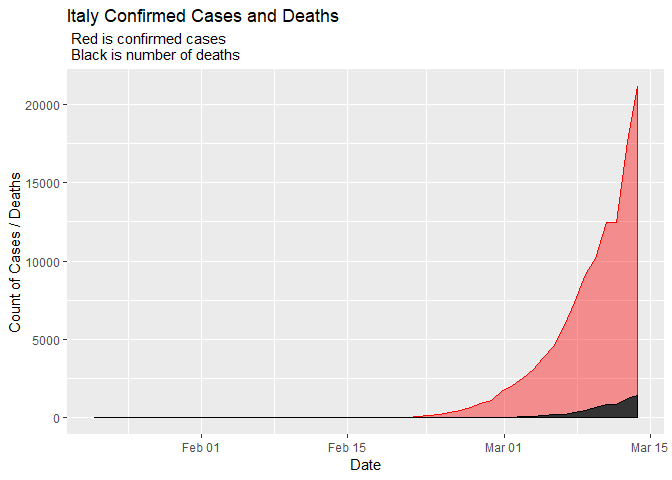 Italy Confirmed Cases and Deaths
Red is confirmed cases
Black is number of deaths
Count of Cases / Deaths
20000
15000
10000
5000
0
Feb 01
Feb 15
Mar 01
Mar 15
Date